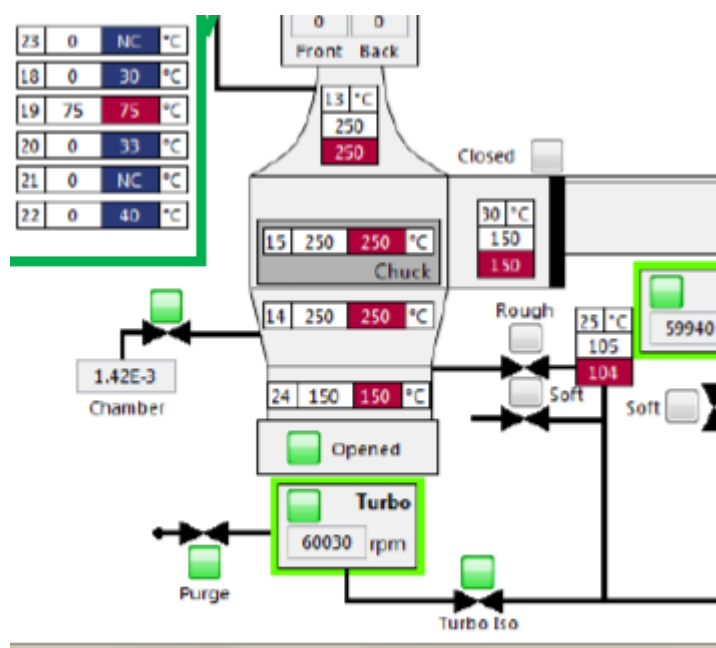 0 0
Front Back
23 0 NC °C
18 0 30 °C
19 75 75 °C
20 0 33 °C
21 0 NC °C
22 0 40 °C
13 °C
250
250
Closed
30 °C
150
150
15 250 250 °C
Chuck
14 250 250 °C
Rough
25 °C
105
104
59940
1.42E-3
Chamber
24 150 150 °C
Soft
Soft
Opened
Turbo
60030 rpm
Purge
Turbo Iso